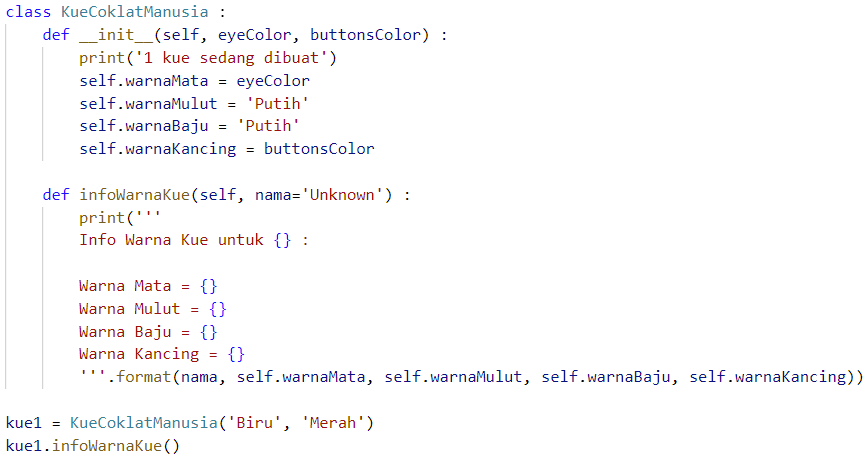 class KueCoklatManusia :
    def __init__(self, eyeColor, buttonsColor) :
        print('1 kue sedang dibuat')
        self.warnaMata = eyeColor
        self.warnaMulut = 'Putih'
        self.warnaBaju = 'Putih'
        self.warnaKancing = buttonsColor

    def infoWarnaKue(self, nama='Unknown') :
        print('''
        Info Warna Kue untuk {} :

        Warna Mata = {}
        Warna Mulut = {}
        Warna Baju = {}
        Warna Kancing = {}
        '''.format(nama, self.warnaMata, self.warnaMulut, self.warnaBaju, self.warnaKancing))

kue1 = KueCoklatManusia('Biru', 'Merah')
kue1.infoWarnaKue()